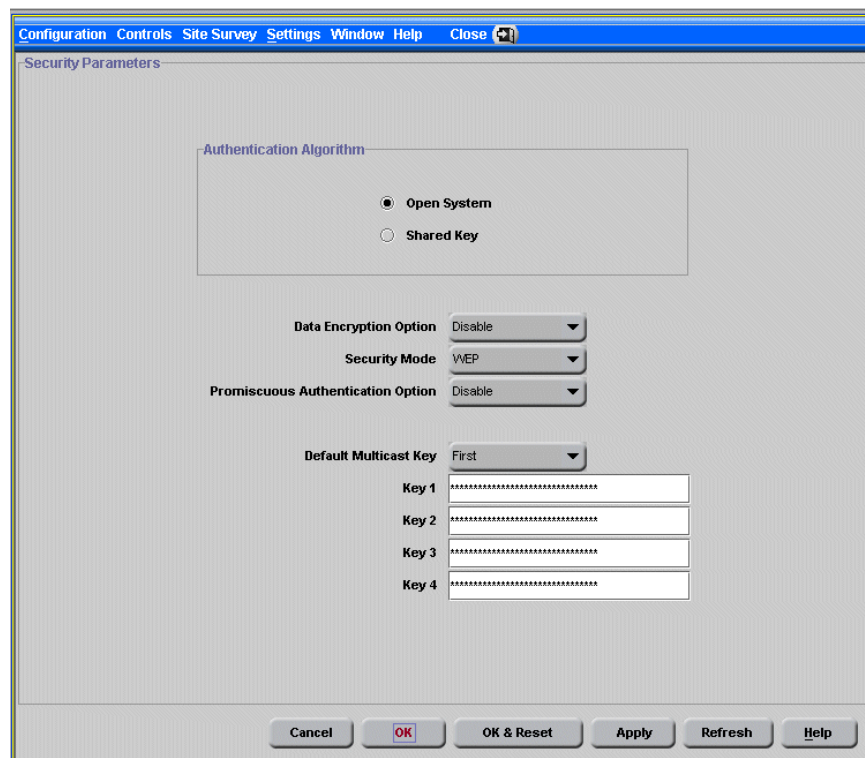 Configuration Controls Site Survey Settings Window Help Close
Security Parameters
Authentication Algorithm
Open System
Shared Key
Data Encryption Option Disable
Security Mode WEP
Promiscuous Authentication Option Disable
Default Multicast Key First
Key 1 ********************************
Key 2 ********************************
Key 3 ********************************
Key 4 ********************************
Cancel OK OK & Reset Apply Refresh Help